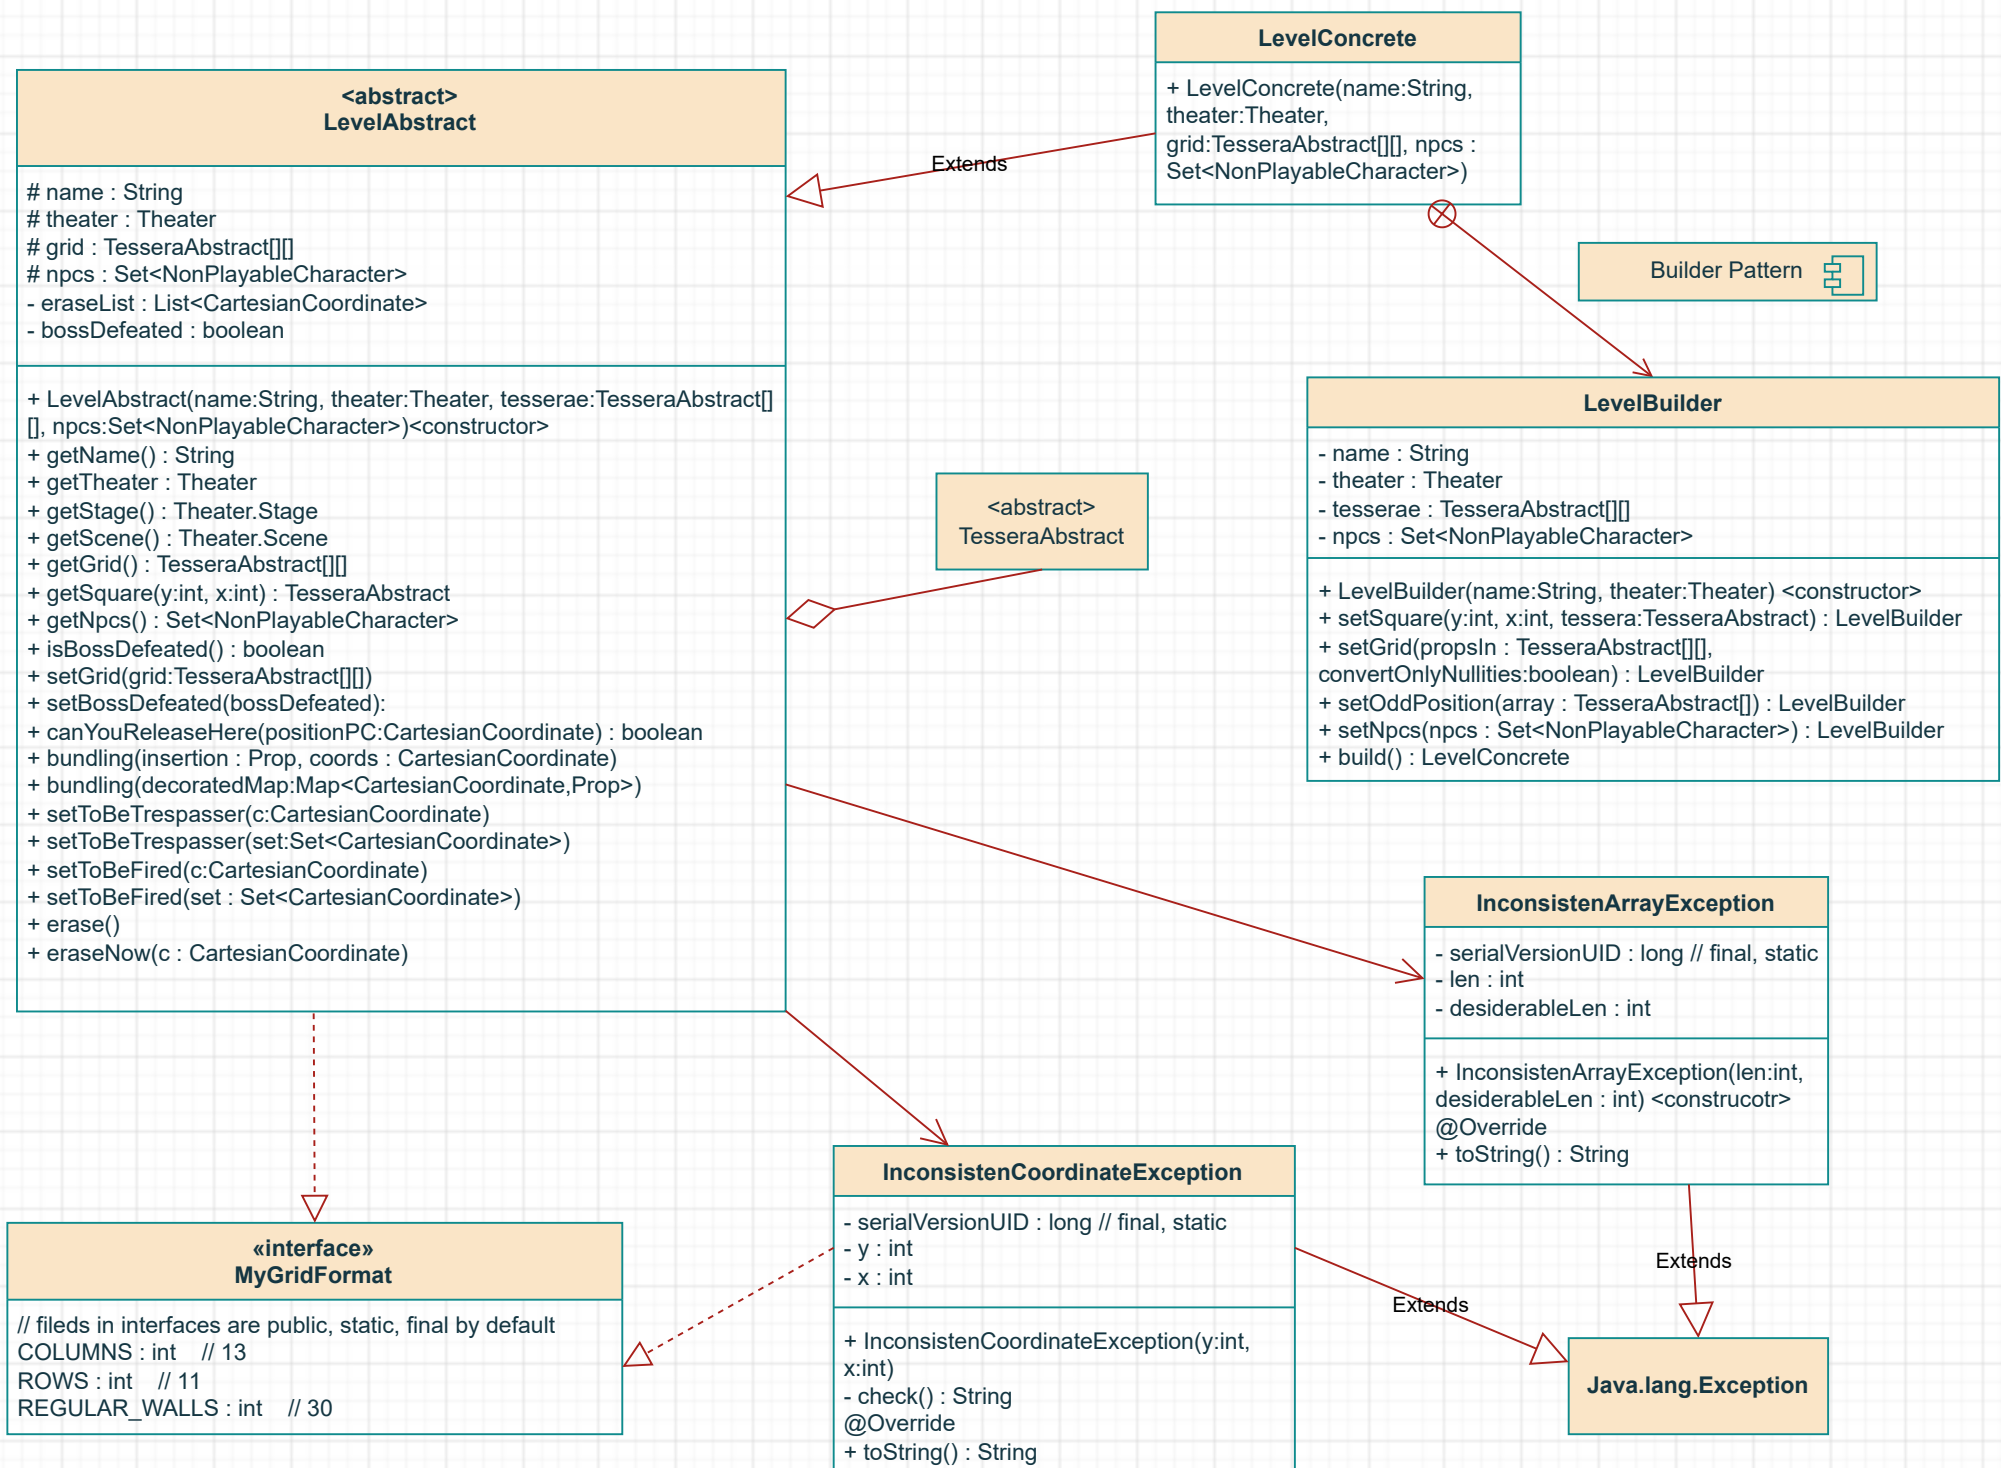 <abstract>
LevelAbstract
# name : String
# theater : Theater
# grid : TesseraAbstract[][]
# npcs : Set<NonPlayableCharacter>
- eraseList : List<CartesianCoordinate>
- bossDefeated : boolean
+ LevelAbstract(name:String, theater:Theater, tesserae:TesseraAbstract[]
[], npcs:Set<NonPlayableCharacter>)<constructor>
+ getName() : String
+ getTheater : Theater
+ getStage() : Theater.Stage
+ getScene() : Theater.Scene
+ getGrid() : TesseraAbstract[][]
+ getSquare(y:int, x:int) : TesseraAbstract
+ getNpcs() : Set<NonPlayableCharacter>
+ isBossDefeated() : boolean
+ setGrid(grid:TesseraAbstract[][])
+ setBossDefeated(bossDefeated):
+ canYouReleaseHere(positionPC:CartesianCoordinate) : boolean
+ bundling(insertion : Prop, coords : CartesianCoordinate)
+ bundling(decoratedMap:Map<CartesianCoordinate,Prop>)
+ setToBeTrespasser(c:CartesianCoordinate)
+ setToBeTrespasser(set:Set<CartesianCoordinate>)
+ setToBeFired(c:CartesianCoordinate)
+ setToBeFired(set : Set<CartesianCoordinate>)
+ erase()
+ eraseNow(c : CartesianCoordinate)
Extends
LevelConcrete
+ LevelConcrete(name:String,
theater:Theater,
grid:TesseraAbstract[][], npcs :
Set<NonPlayableCharacter>)
Builder Pattern
<abstract>
TesseraAbstract
LevelBuilder
- name : String
- theater : Theater
- tesserae : TesseraAbstract[][]
- npcs : Set<NonPlayableCharacter>
+ LevelBuilder(name:String, theater:Theater) <constructor>
+ setSquare(y:int, x:int, tessera:TesseraAbstract) : LevelBuilder
+ setGrid(propsIn : TesseraAbstract[][],
convertOnlyNullities:boolean) : LevelBuilder
+ setOddPosition(array : TesseraAbstract[]) : LevelBuilder
+ setNpcs(npcs : Set<NonPlayableCharacter>) : LevelBuilder
+ build() : LevelConcrete
InconsistenArrayException
- serialVersionUID : long // final, static
- len : int
- desiderableLen : int
+ InconsistenArrayException(len:int,
desiderableLen : int) <construcotr>
@Override
+ toString() : String
«interface»
MyGridFormat
// fileds in interfaces are public, static, final by default
COLUMNS : int // 13
ROWS : int // 11
REGULAR_WALLS : int // 30
InconsistenCoordinateException
- serialVersionUID : long // final, static
- y : int
- x : int
+ InconsistenCoordinateException(y:int,
x:int)
- check() : String
@Override
+ toString() : String
Extends
Extends
Java.lang.Exception